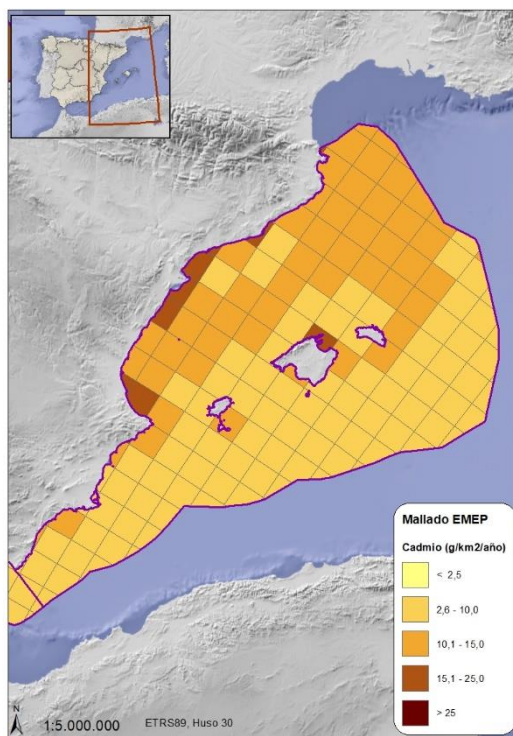 Mallado EMEP
Cadmio (g/km2/año)
< 2,5
2,6 - 10,0
10,1 - 15,0
15,1 - 25,0
> 25
N
1:5.000.000
ETRS89, Huso 30